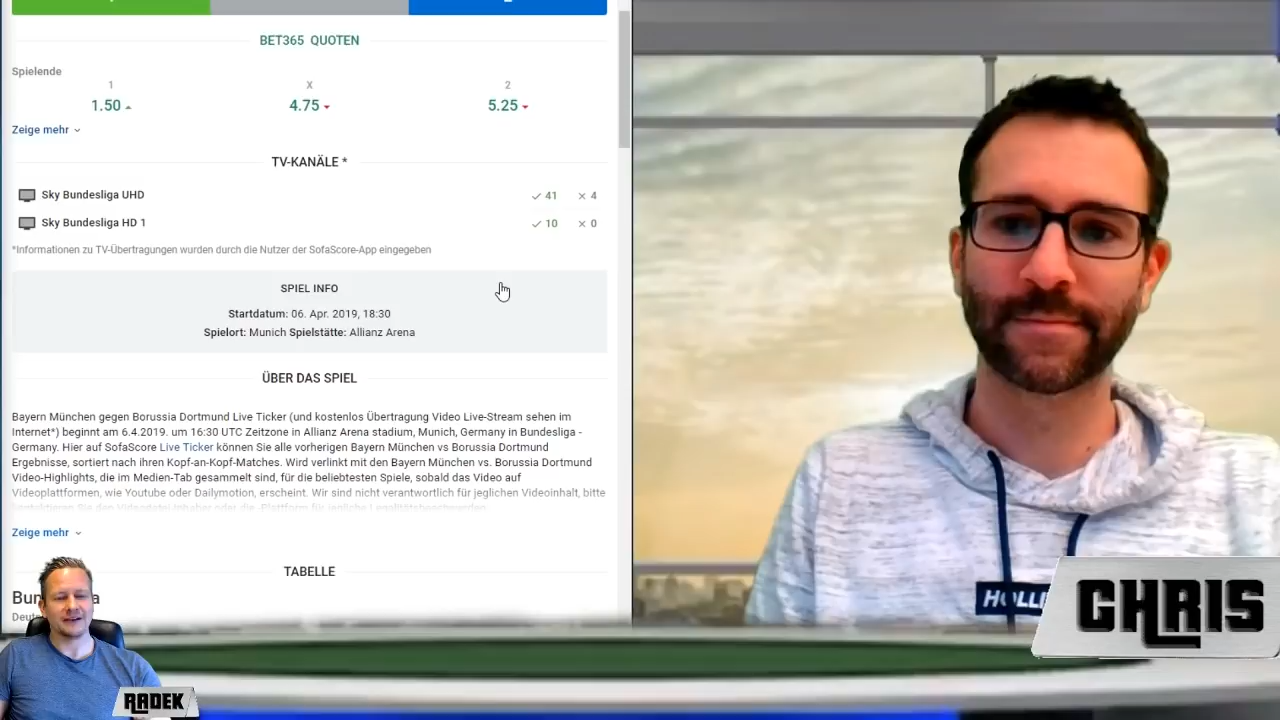 BET365 QUOTEN
Spielende
1 X 2
1.50 4.75 5.25
Zeige mehr
TV-KANÄLE *
Sky Bundesliga UHD 41 4
Sky Bundesliga HD 1 10 0
*Informationen zu TV-Übertragungen wurden durch die Nutzer der SofaScore-App eingegeben
SPIEL INFO
Startdatum: 06. Apr. 2019, 18:30
Spielort: Munich Spielstätte: Allianz Arena
ÜBER DAS SPIEL
Bayern München gegen Borussia Dortmund Live Ticker (und kostenlos Übertragung Video Live-Stream sehen im
Internet*) beginnt am 6.4.2019. um 16:30 UTC Zeitzone in Allianz Arena stadium, Munich, Germany in Bundesliga -
Germany. Hier auf SofaScore Live Ticker können Sie alle vorherigen Bayern München vs Borussia Dortmund
Ergebnisse, sortiert nach ihren Kopf-an-Kopf-Matches. Wird verlinkt mit den Bayern München vs. Borussia Dortmund
Video-Highlights, die im Medien-Tab gesammelt sind, für die beliebtesten Spiele, sobald das Video auf
Videoplattformen, wie Youtube oder Dailymotion, erscheint. Wir sind nicht verantwortlich für jeglichen Videoinhalt, bitte
Zeige mehr
TABELLE
CHRIS
RADEK